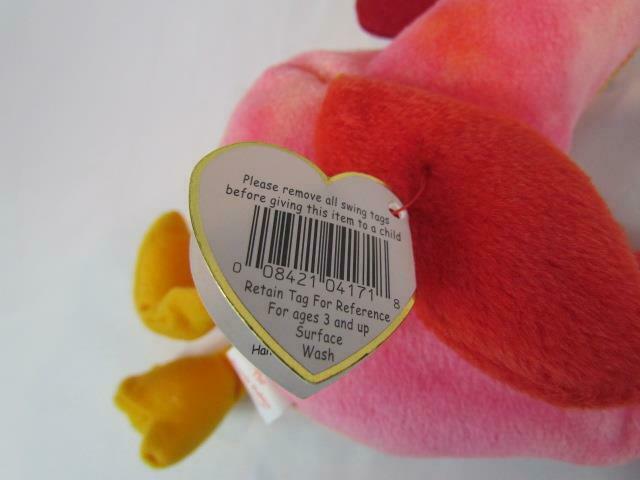 Please remove all swing tags
before giving this item to a child
0 08421 04171 8
Retain Tag For Reference
For ages 3 and up
Surface
Wash